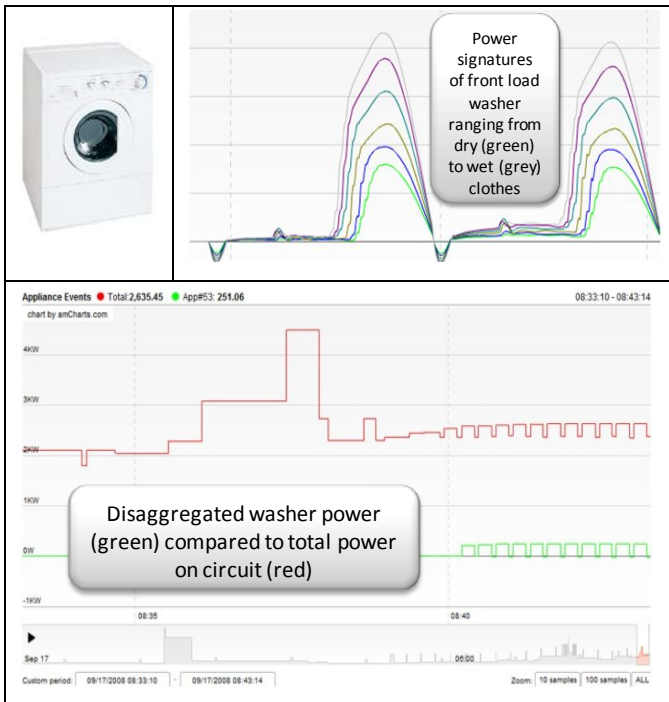 Power
signatures
of front load
washer
ranging from
dry (green)
to wet (grey)
clothes
Appliance Events Total:2,635.45 App#53: 251.06 08:33:10 - 08:43:14
chart by amCharts.com
4KW
3KW
2KW
1KW
0W
-1KW
Disaggregated washer power
(green) compared to total power
on circuit (red)
08:35 08:40
Sep 17 06:00
Custom period: 09/17/2008 08:33:10 - 09/17/2008 08:43:14 Zoom: 10 samples 100 samples ALL